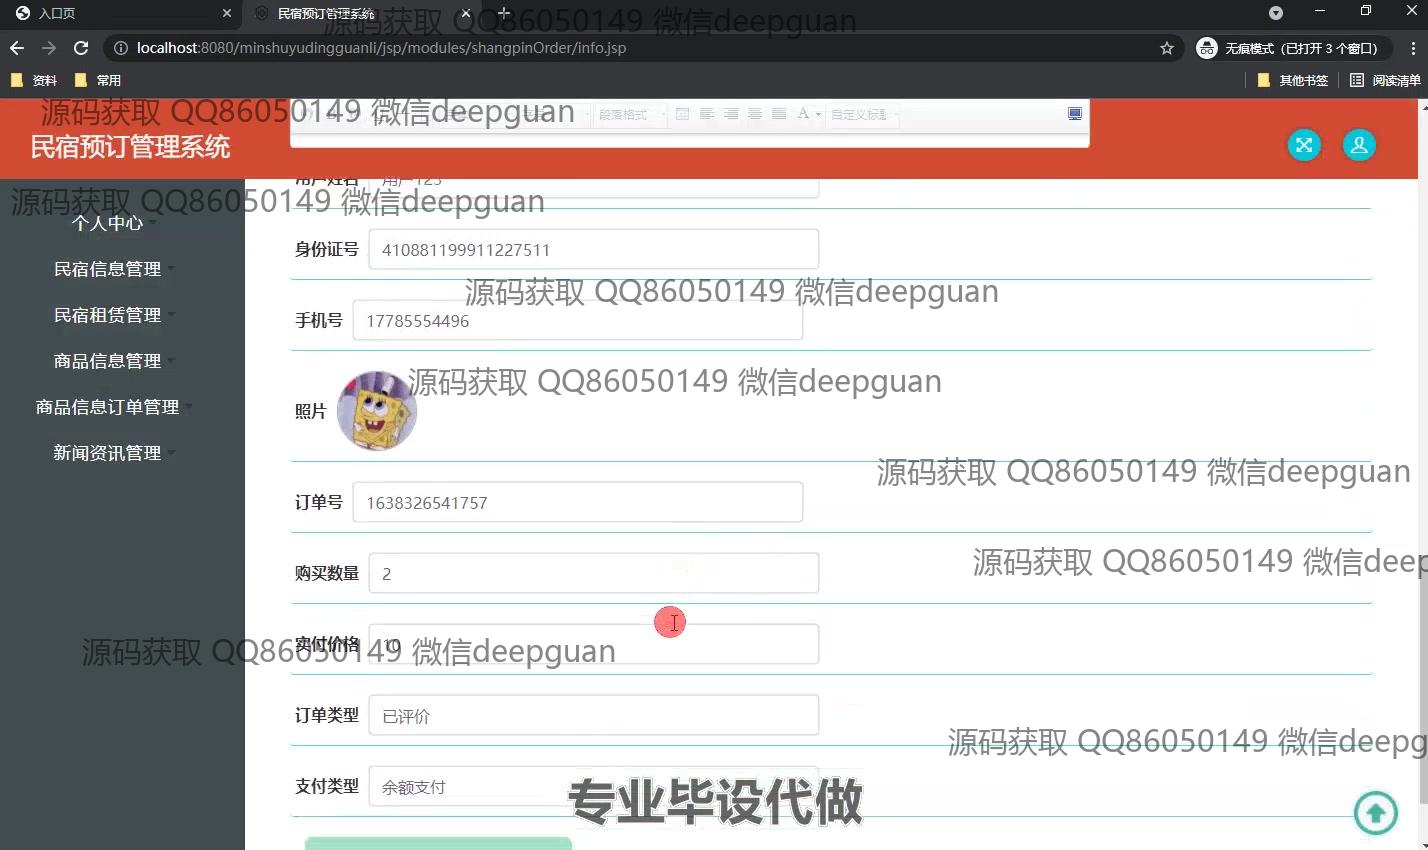 入口页
民宿预订管理系统
源码获取 QQ86050149 微信deepguan
localhost:8080/minshuyudingguanli/jsp/modules/shangpinOrder/info.jsp
无痕模式（已打开 3 个窗口）
资料
常用
其他书签
阅读清单
源码获取 QQ86050149 微信deepguan
段落格式
自定义标题
民宿预订管理系统
用户姓名
用户123
源码获取 QQ86050149 微信deepguan
个人中心
身份证号
410881199911227511
民宿信息管理
源码获取 QQ86050149 微信deepguan
民宿租赁管理
手机号
17785554496
商品信息管理
源码获取 QQ86050149 微信deepguan
商品信息订单管理
照片
新闻资讯管理
源码获取 QQ86050149 微信deepguan
订单号
1638326541757
源码获取 QQ86050149 微信deep
购买数量
2
实付价格
10
源码获取 QQ86050149 微信deepguan
订单类型
已评价
源码获取 QQ86050149 微信deepg
支付类型
余额支付
专业毕设代做